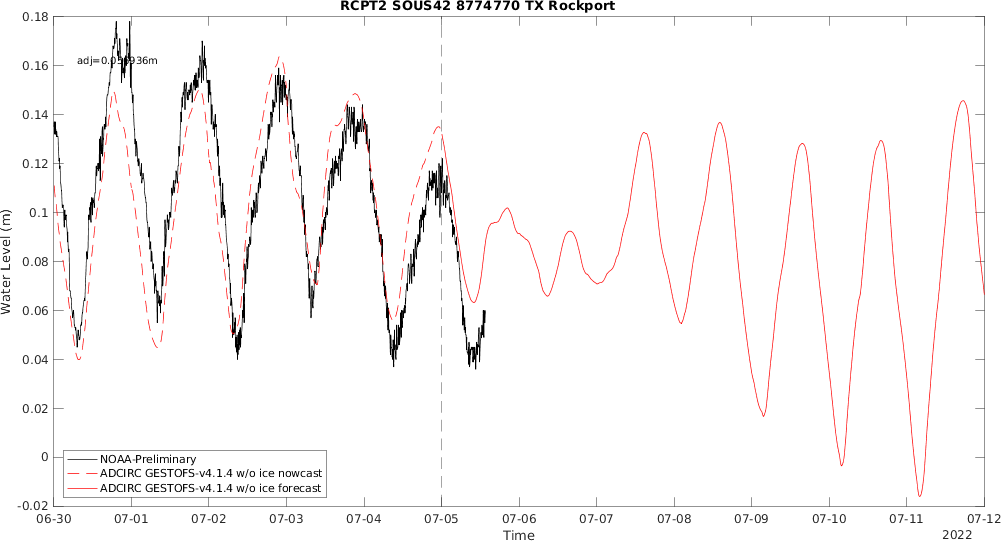 RCPT2 SOUS42 8774770 TX Rockport
0.18
0.16
0.14
0.12
0.1
0.08
0.06
0.04
0.02
0
-0.02
Water Level (m)
NOAA-Preliminary
ADCIRC GESTOFS-v4.1.4 w/o ice nowcast
ADCIRC GESTOFS-v4.1.4 w/o ice forecast
06-30 07-01 07-02 07-03 07-04 07-05 07-06 07-07 07-08 07-09 07-10 07-11 07-12
Time
2022